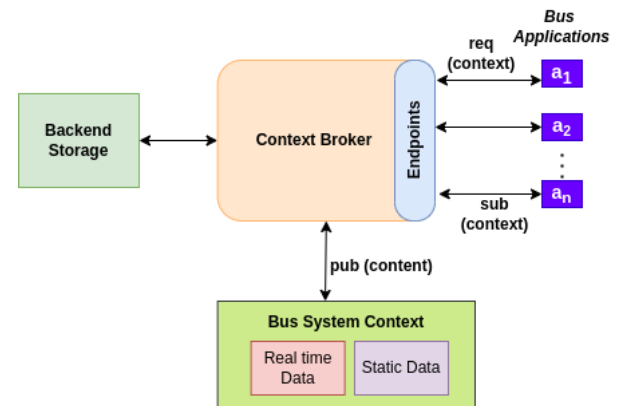 Bus
Applications
req
(context)
a1
Backend
Storage
Context Broker
Endpoints
a2
an
sub
(context)
pub (content)
Bus System Context
Real time
Data
Static Data